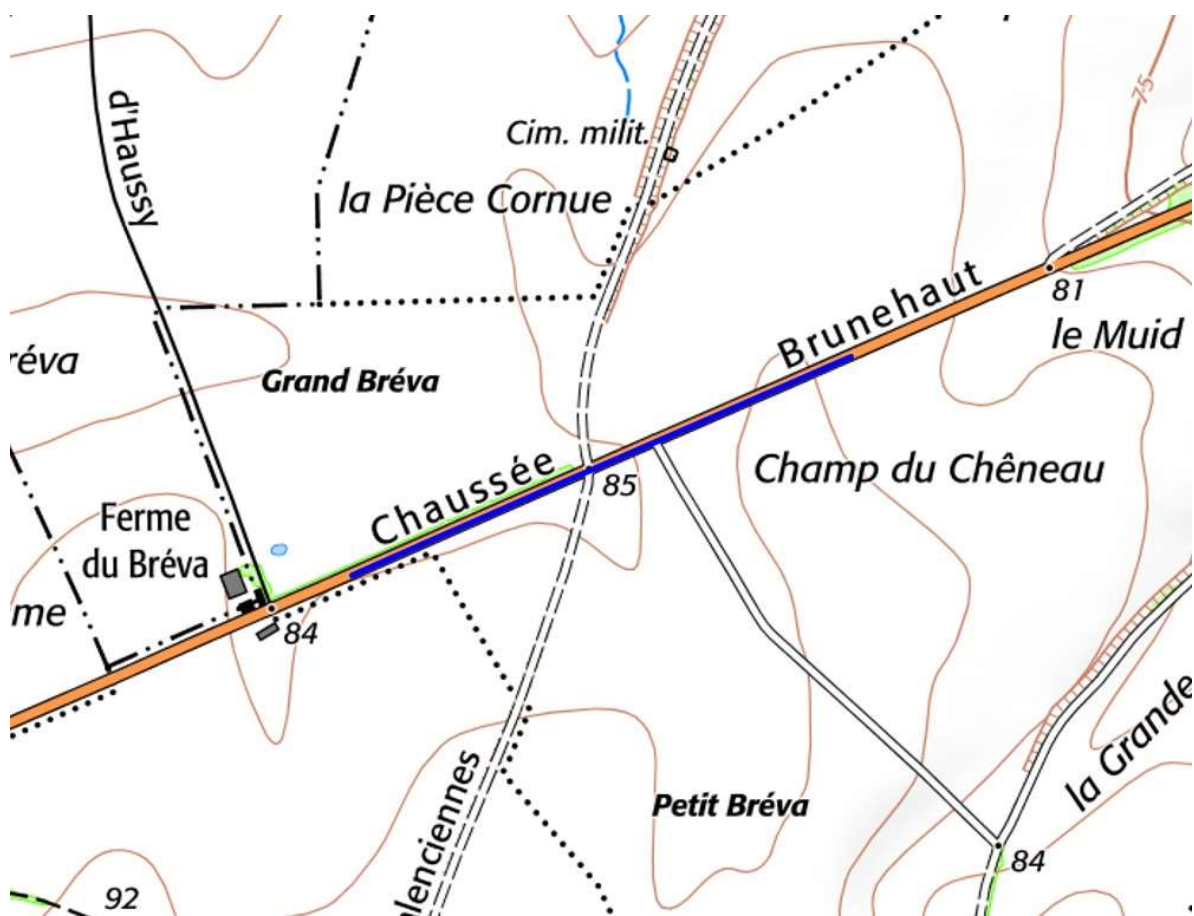 d'Haussy
Cim. milit.
75
la Pièce Cornue
Brunehaut
81
le Muid
réva
Grand Bréva
Chaussée
85
Champ du Chêneau
Ferme
du Bréva
me
84
la Grande
Petit Bréva
lenciennes
84
92